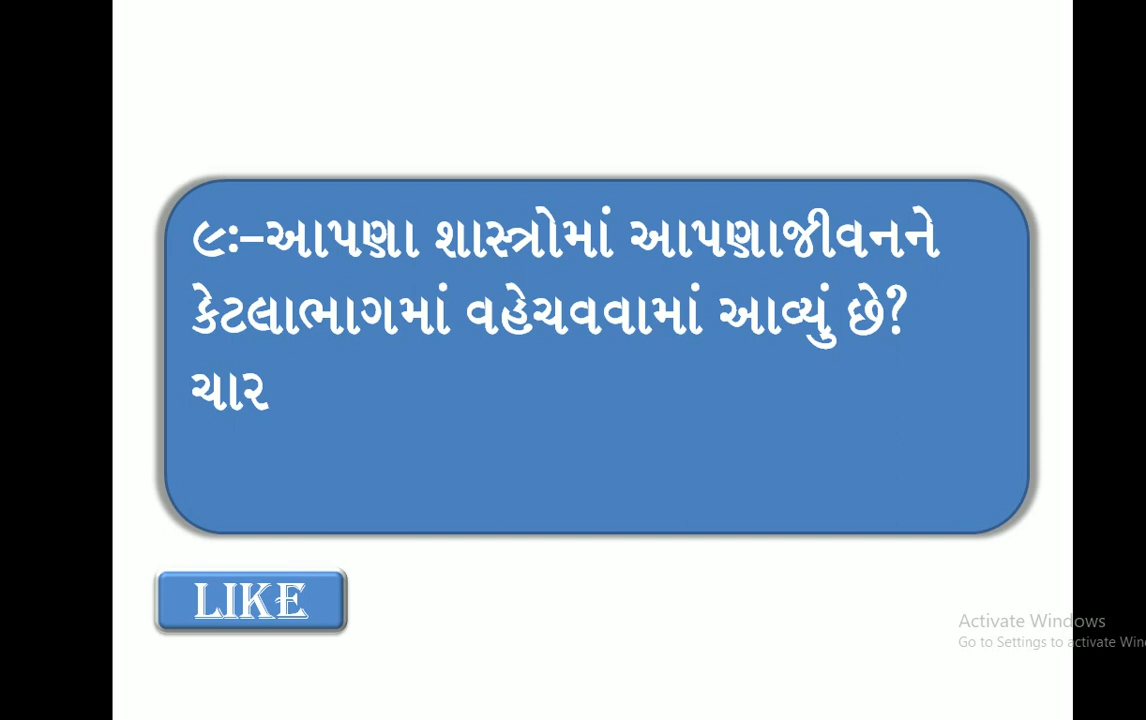 ૯ઃ–આપણા શાસ્ત્રોમાં આપણાજીવનને
કેટલાભાગમાં વહેચવવામાં આવ્યું છે?
ચાર
LIKE
Activate Windows
Go to Settings to activate Win